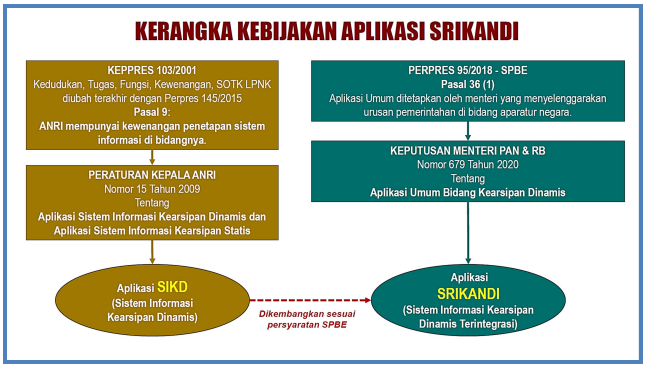 KERANGKA KEBIJAKAN APLIKASI SRIKANDI
KEPPRES 103/2001
Kedudukan, Tugas, Fungsi, Kewenangan, SOTK LPNK
diubah terakhir dengan Perpres 145/2015
Pasal 9:
ANRI mempunyai kewenangan penetapan sistem
informasi di bidangnya.
PERATURAN KEPALA ANRI
Nomor 15 Tahun 2009
Tentang
Aplikasi Sistem Informasi Kearsipan Dinamis dan
Aplikasi Sistem Informasi Kearsipan Statis
Aplikasi SIKD
(Sistem Informasi
Kearsipan Dinamis)
Dikembangkan sesuai
persyaratan SPBE
PERPRES 95/2018 - SPBE
Pasal 36 (1)
Aplikasi Umum ditetapkan oleh menteri yang menyelenggarakan
urusan pemerintahan di bidang aparatur negara.
KEPUTUSAN MENTERI PAN & RB
Nomor 679 Tahun 2020
Tentang
Aplikasi Umum Bidang Kearsipan Dinamis
Aplikasi
SRIKANDI
(Sistem Informasi Kearsipan
Dinamis Terintegrasi)